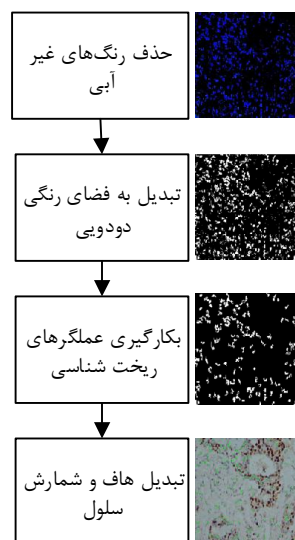 حذف رنگ‌های غیر
آبی
تبدیل به فضای رنگی
دودویی
بکارگیری عملگرهای
ریخت شناسی
تبدیل هاف و شمارش
سلول